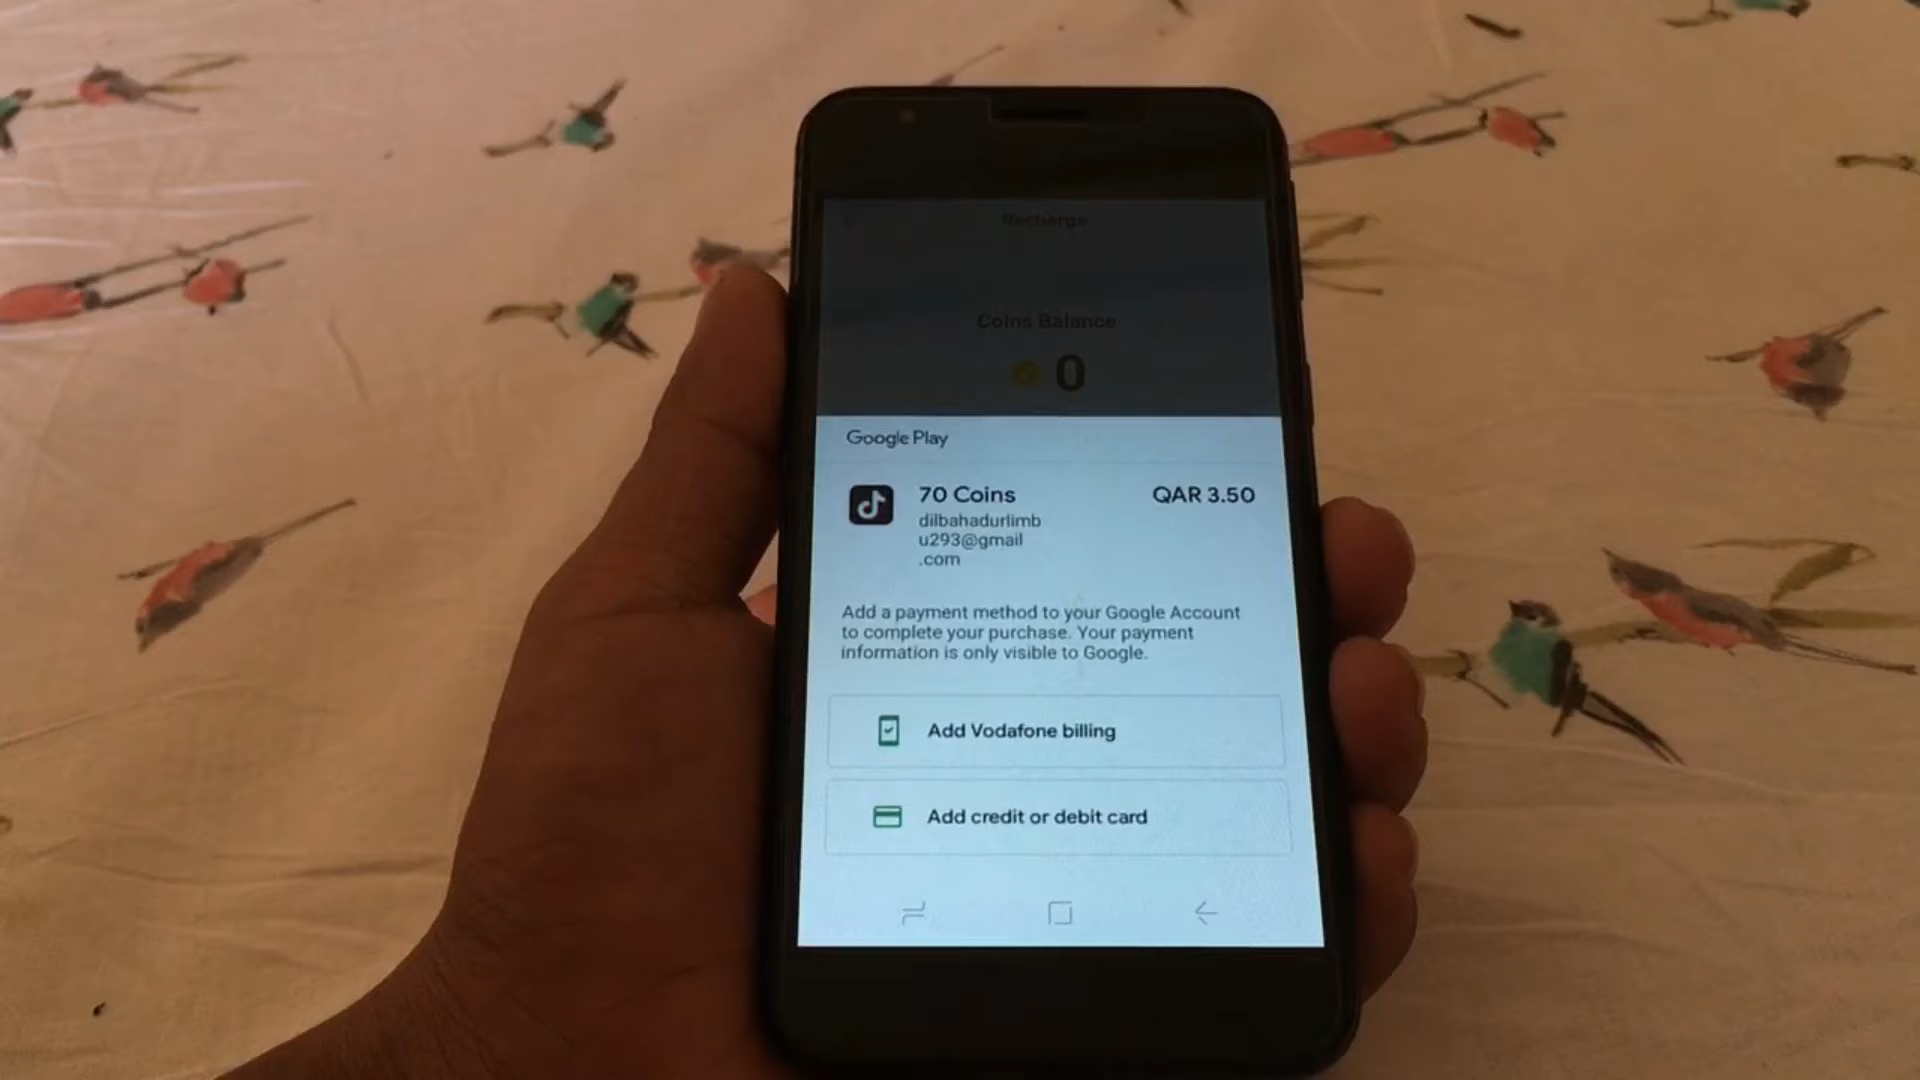 Recharge
Coins Balance
0
Google Play
70 Coins
QAR 3.50
dilbahadurlimb
u293@gmail
.com
Add a payment method to your Google Account
to complete your purchase. Your payment
information is only visible to Google.
Add Vodafone billing
Add credit or debit card